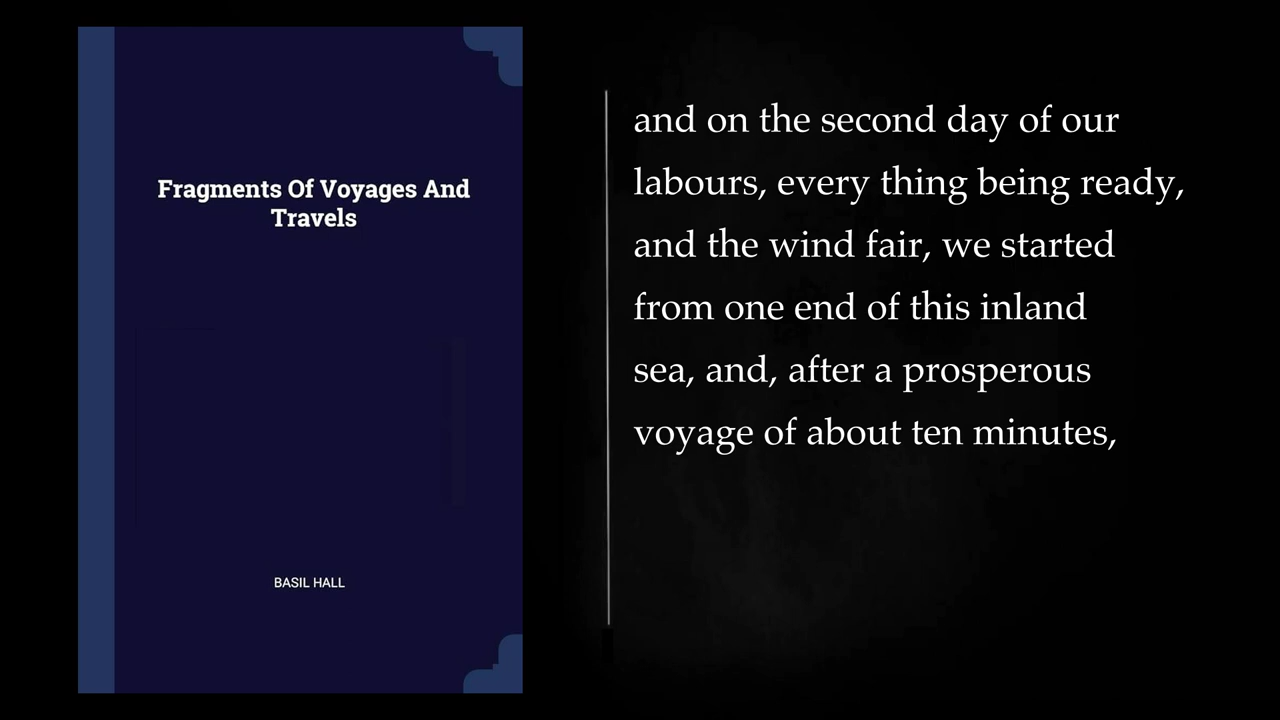 Fragments Of Voyages And
Travels
BASIL HALL
and on the second day of our
labours, every thing being ready,
and the wind fair, we started
from one end of this inland
sea, and, after a prosperous
voyage of about ten minutes,